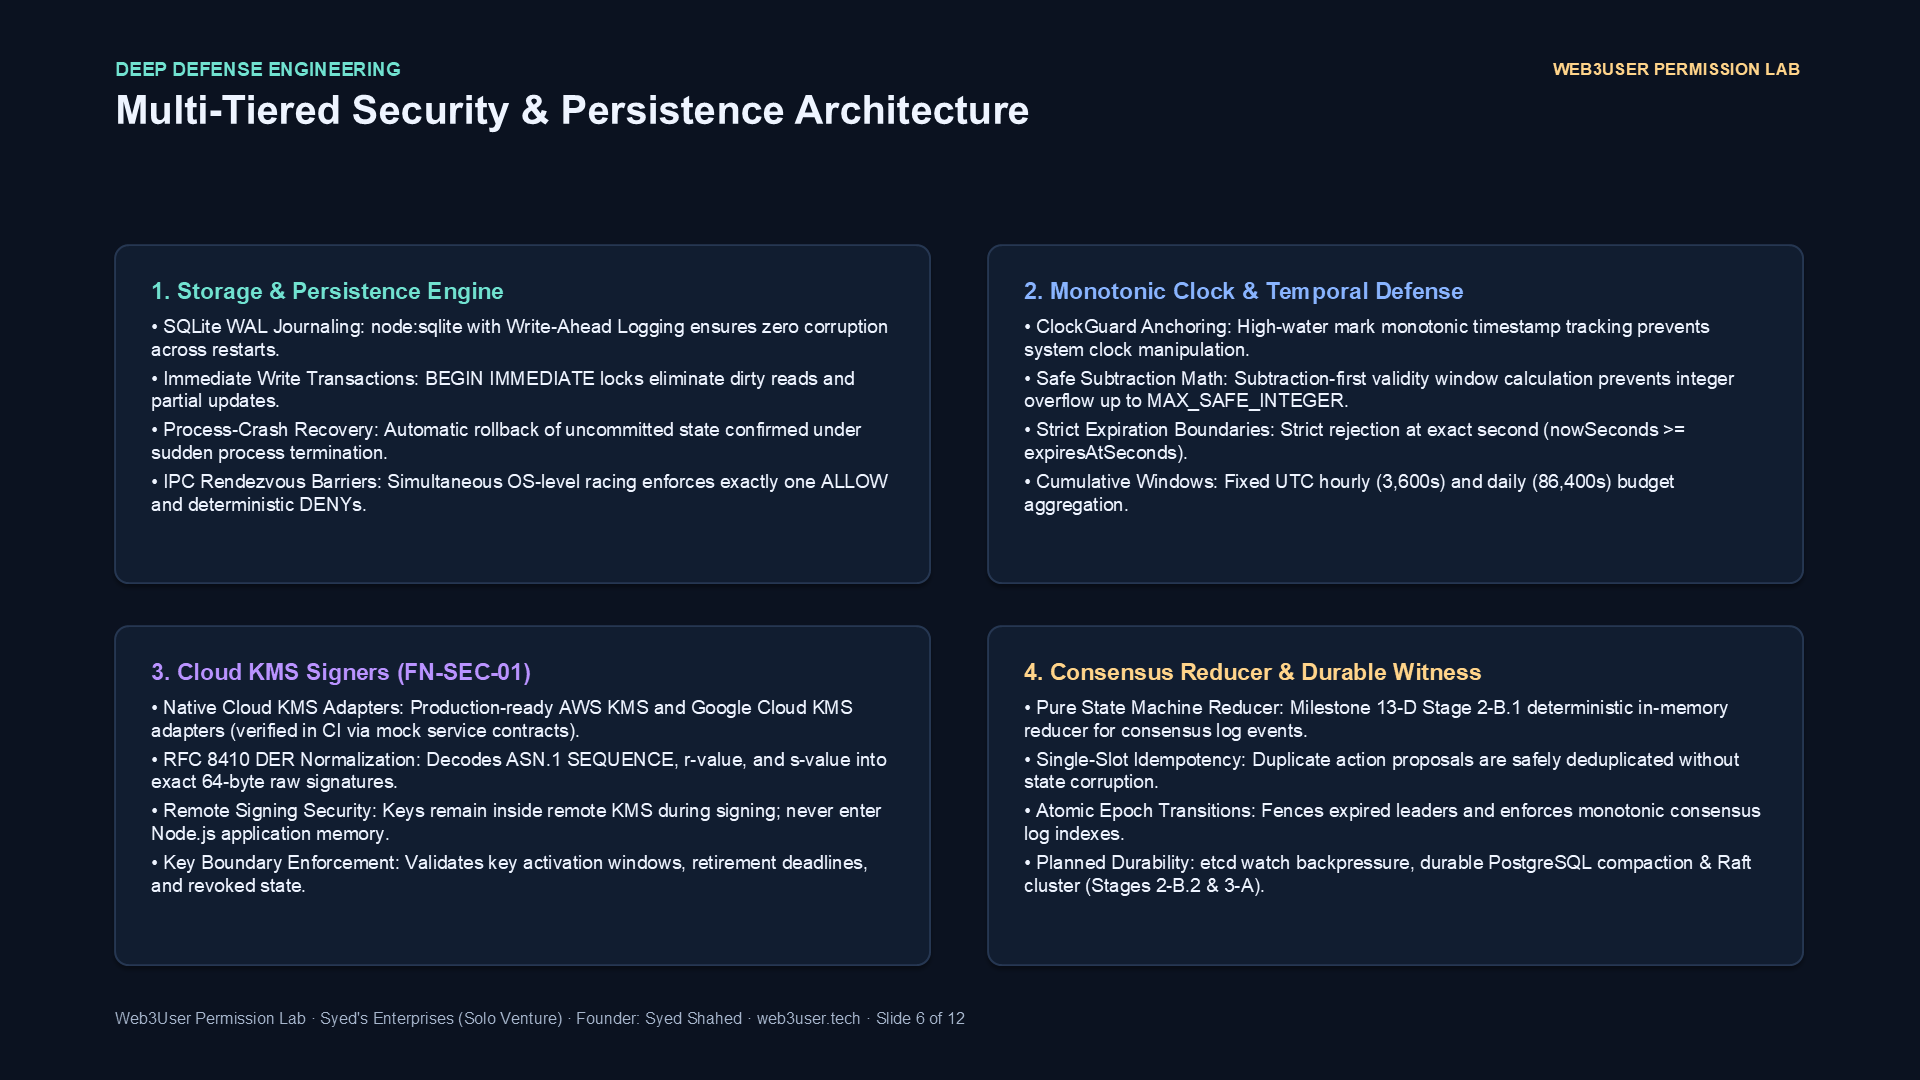 DEEP DEFENSE ENGINEERING
WEB3USER PERMISSION LAB
Multi-Tiered Security & Persistence Architecture
1. Storage & Persistence Engine
• SQLite WAL Journaling: node:sqlite with Write-Ahead Logging ensures zero corruption
across restarts.
• Immediate Write Transactions: BEGIN IMMEDIATE locks eliminate dirty reads and
partial updates.
• Process-Crash Recovery: Automatic rollback of uncommitted state confirmed under
sudden process termination.
• IPC Rendezvous Barriers: Simultaneous OS-level racing enforces exactly one ALLOW
and deterministic DENYs.
2. Monotonic Clock & Temporal Defense
• ClockGuard Anchoring: High-water mark monotonic timestamp tracking prevents
system clock manipulation.
• Safe Subtraction Math: Subtraction-first validity window calculation prevents integer
overflow up to MAX_SAFE_INTEGER.
• Strict Expiration Boundaries: Strict rejection at exact second (nowSeconds >=
expiresAtSeconds).
• Cumulative Windows: Fixed UTC hourly (3,600s) and daily (86,400s) budget
aggregation.
3. Cloud KMS Signers (FN-SEC-01)
• Native Cloud KMS Adapters: Production-ready AWS KMS and Google Cloud KMS
adapters (verified in CI via mock service contracts).
• RFC 8410 DER Normalization: Decodes ASN.1 SEQUENCE, r-value, and s-value into
exact 64-byte raw signatures.
• Remote Signing Security: Keys remain inside remote KMS during signing; never enter
Node.js application memory.
• Key Boundary Enforcement: Validates key activation windows, retirement deadlines,
and revoked state.
4. Consensus Reducer & Durable Witness
• Pure State Machine Reducer: Milestone 13-D Stage 2-B.1 deterministic in-memory
reducer for consensus log events.
• Single-Slot Idempotency: Duplicate action proposals are safely deduplicated without
state corruption.
• Atomic Epoch Transitions: Fences expired leaders and enforces monotonic consensus
log indexes.
• Planned Durability: etcd watch backpressure, durable PostgreSQL compaction & Raft
cluster (Stages 2-B.2 & 3-A).
Web3User Permission Lab · Syed's Enterprises (Solo Venture) · Founder: Syed Shahed · web3user.tech · Slide 6 of 12